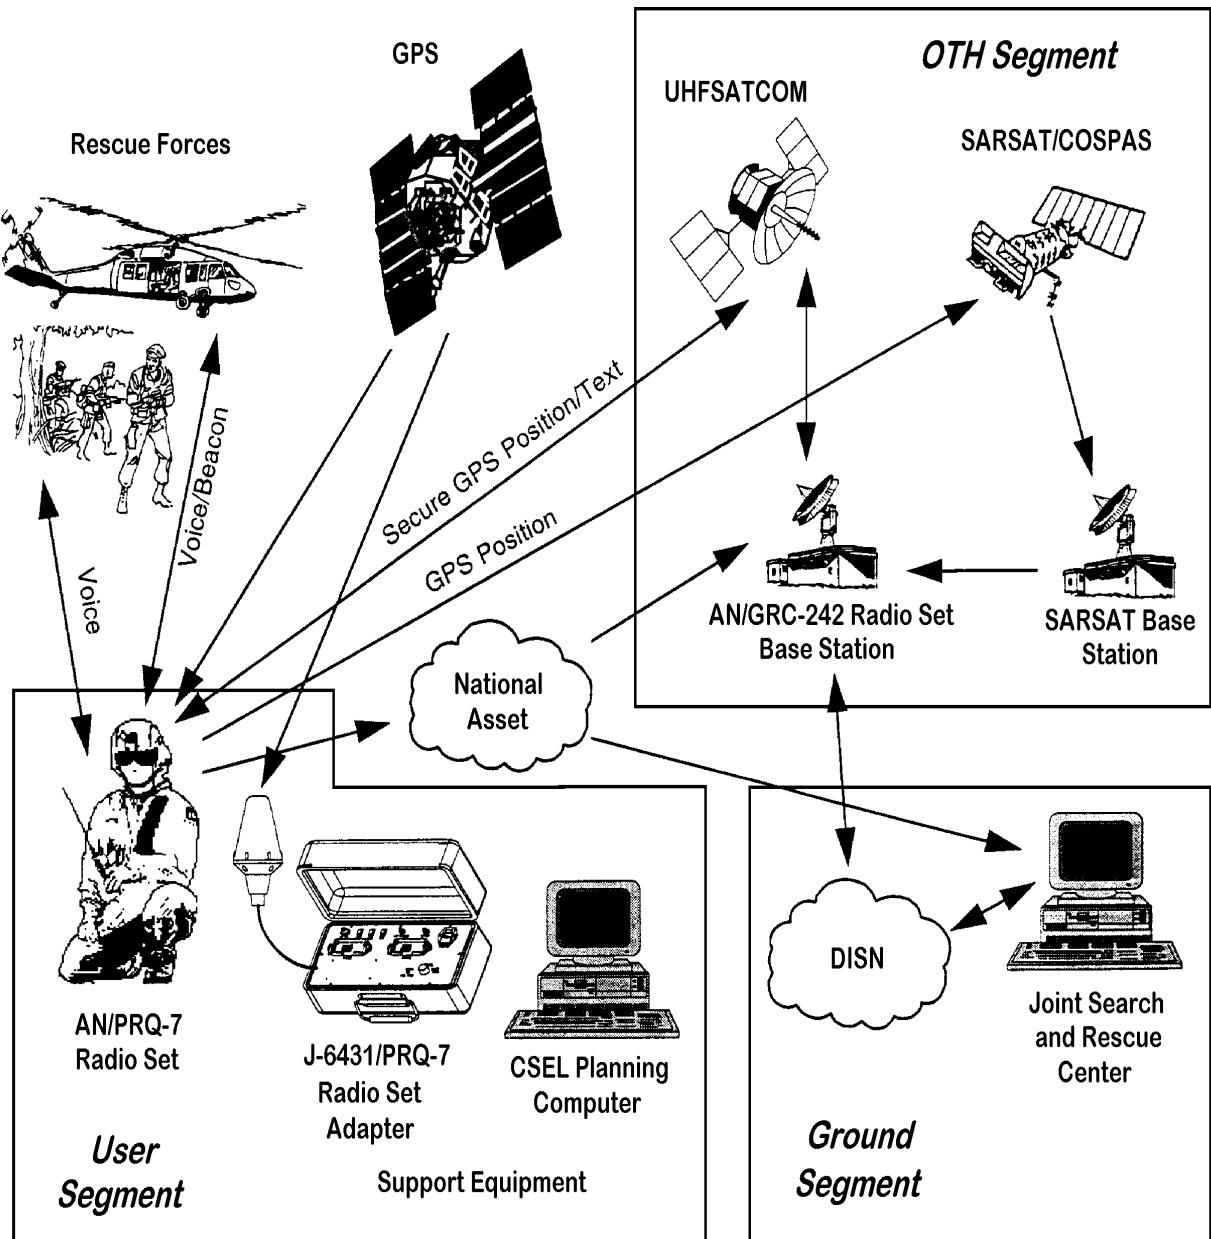 GPS
OTH Segment
UHFSATCOM
SARSAT/COSPAS
Rescue Forces
Secure GPS Position/Text
GPS Position
Voice/Beacon
Voice
AN/GRC-242 Radio Set
Base Station
SARSAT Base
Station
National
Asset
DISN
AN/PRQ-7
Radio Set
J-6431/PRQ-7
Radio Set
Adapter
CSEL Planning
Computer
Joint Search
and Rescue
Center
User
Segment
Support Equipment
Ground
Segment